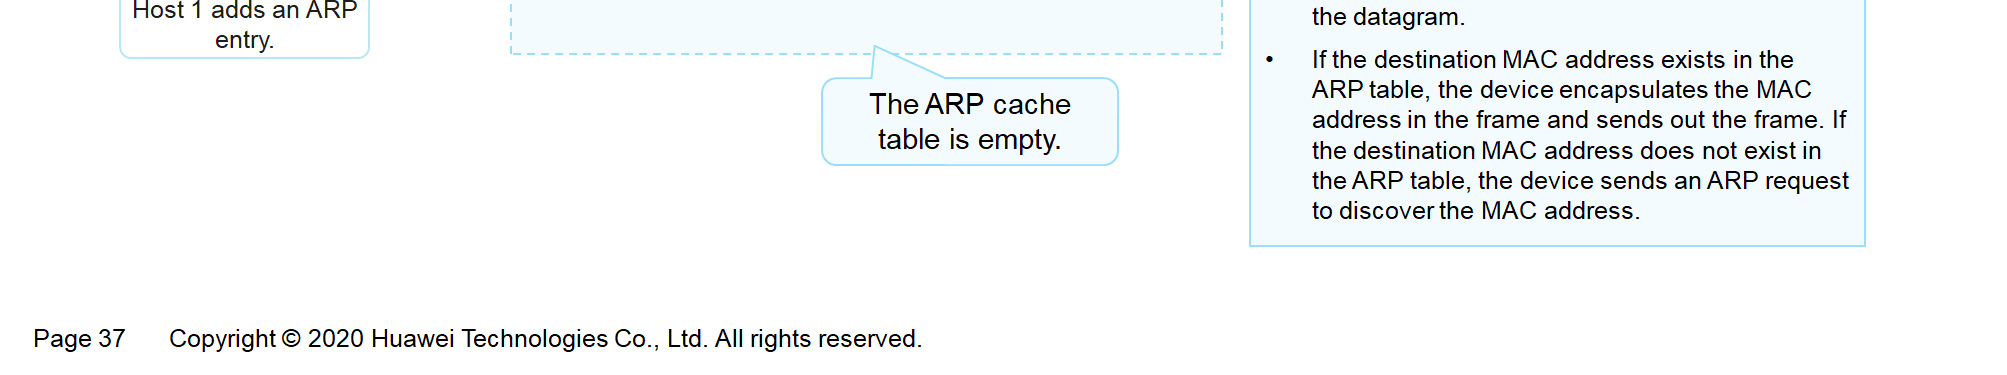 Host 1 adds an ARP
entry.
The ARP cache
table is empty.
the datagram.
• If the destination MAC address exists in the
ARP table, the device encapsulates the MAC
address in the frame and sends out the frame. If
the destination MAC address does not exist in
the ARP table, the device sends an ARP request
to discover the MAC address.
Page 37 Copyright © 2020 Huawei Technologies Co., Ltd. All rights reserved.